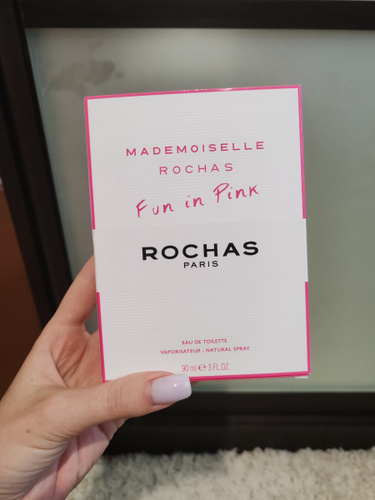 MADEMOISELLE
ROCHAS
Fun in Pink
ROCHAS
PARIS
EAU DE TOILETTE
VAPORISATEUR - NATURAL SPRAY
90 ml ℮ 3 FL.OZ.